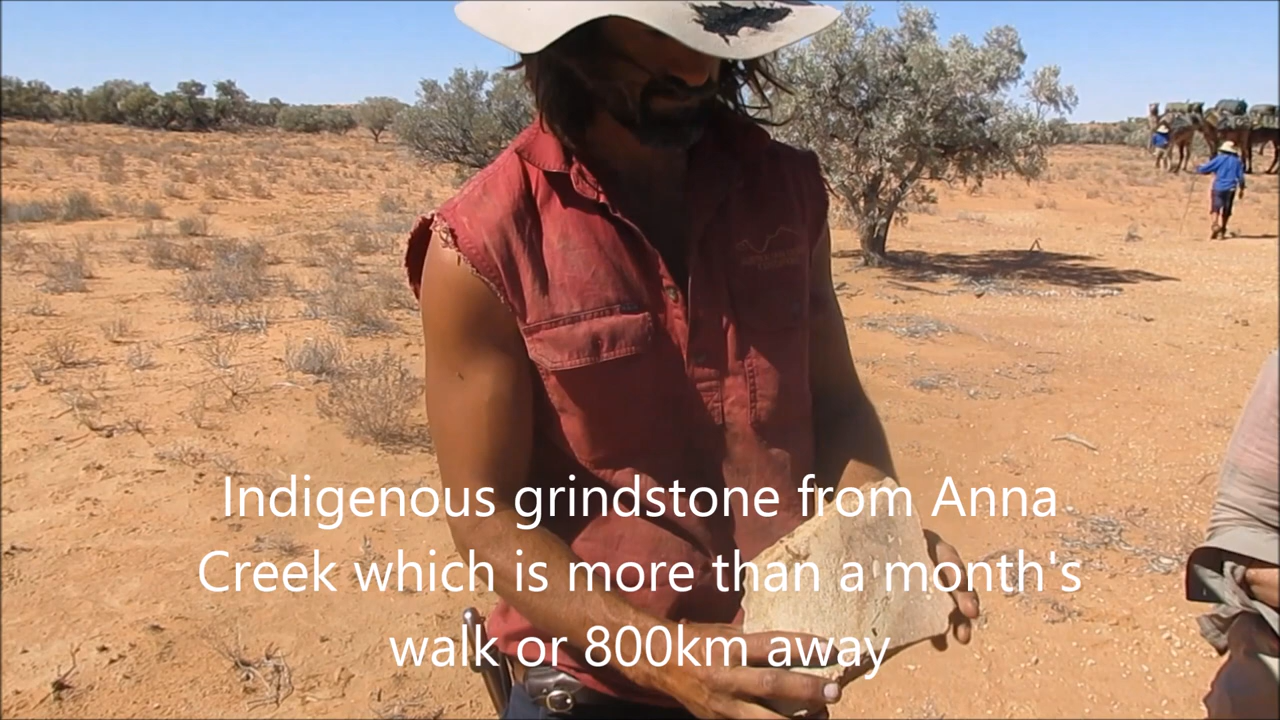 Indigenous grindstone from Anna
Creek which is more than a month's
walk or 800km away